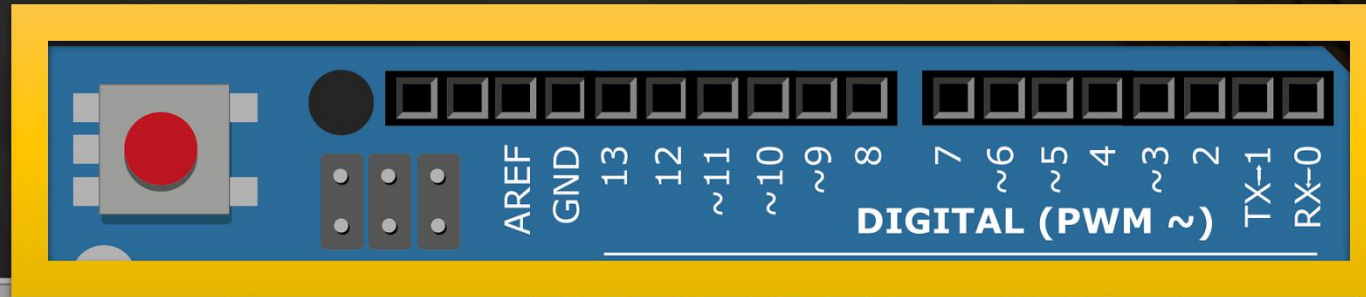 AREF
GND
13
12
~11
~10
~9
8
7
~6
~5
4
~3
2
TX→1
RX←0
DIGITAL (PWM ~)